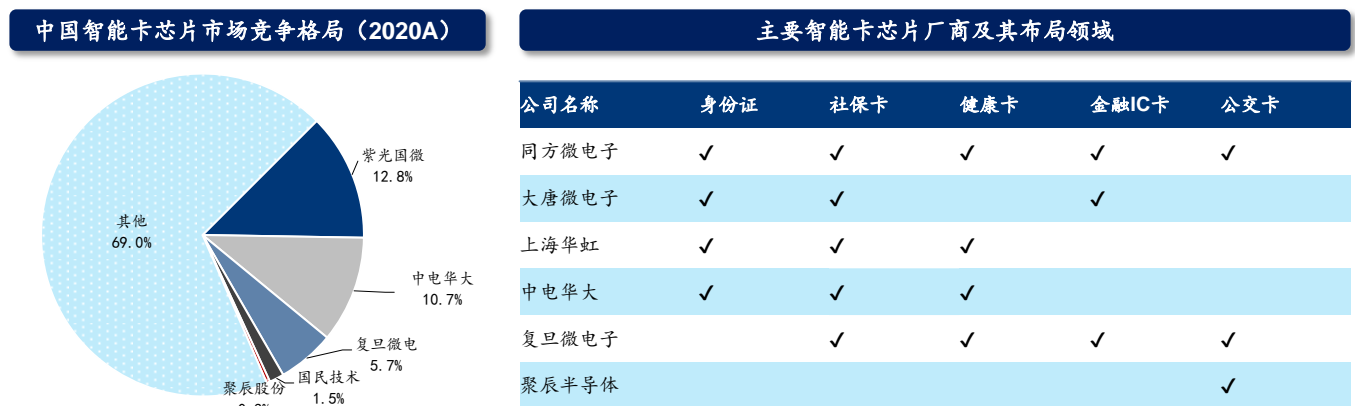 中国智能卡芯片市场竞争格局（2020A）
紫光国微
12.8%
其他
69.0%
中电华大
10.7%
复旦微电
5.7%
国民技术
1.5%
聚辰股份
主要智能卡芯片厂商及其布局领域
公司名称 身份证 社保卡 健康卡 金融IC卡 公交卡
同方微电子 ✓ ✓ ✓ ✓ ✓
大唐微电子 ✓ ✓ ✓
上海华虹 ✓ ✓ ✓
中电华大 ✓ ✓ ✓
复旦微电子 ✓ ✓ ✓ ✓
聚辰半导体 ✓